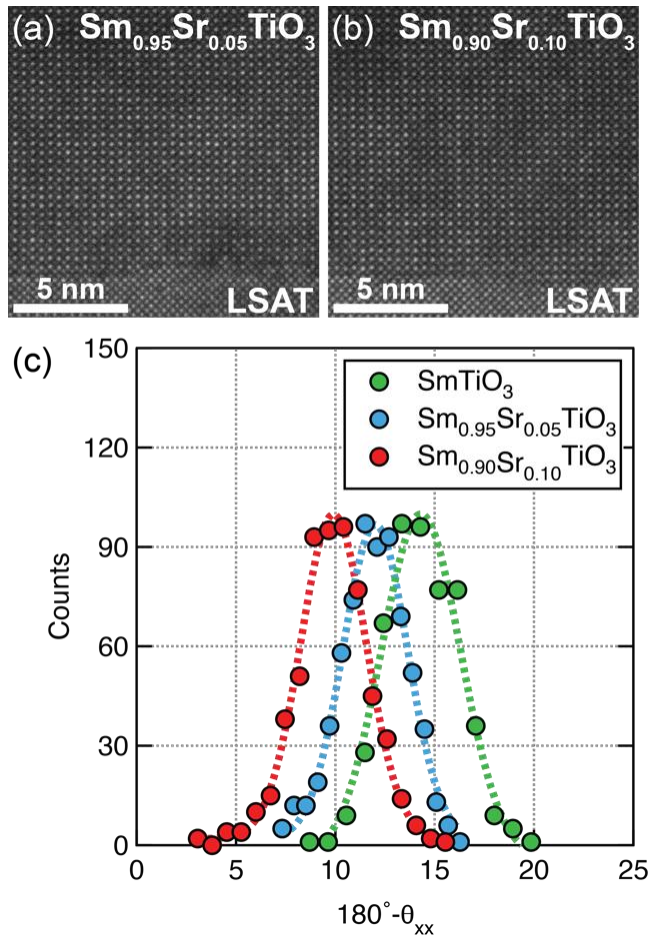 (a) Sm0.95Sr0.05TiO3
5 nm LSAT
(b) Sm0.90Sr0.10TiO3
5 nm LSAT
(c)
150
120
90
60
30
0
Counts
SmTiO3
Sm0.95Sr0.05TiO3
Sm0.90Sr0.10TiO3
0 5 10 15 20 25
180°-θxx